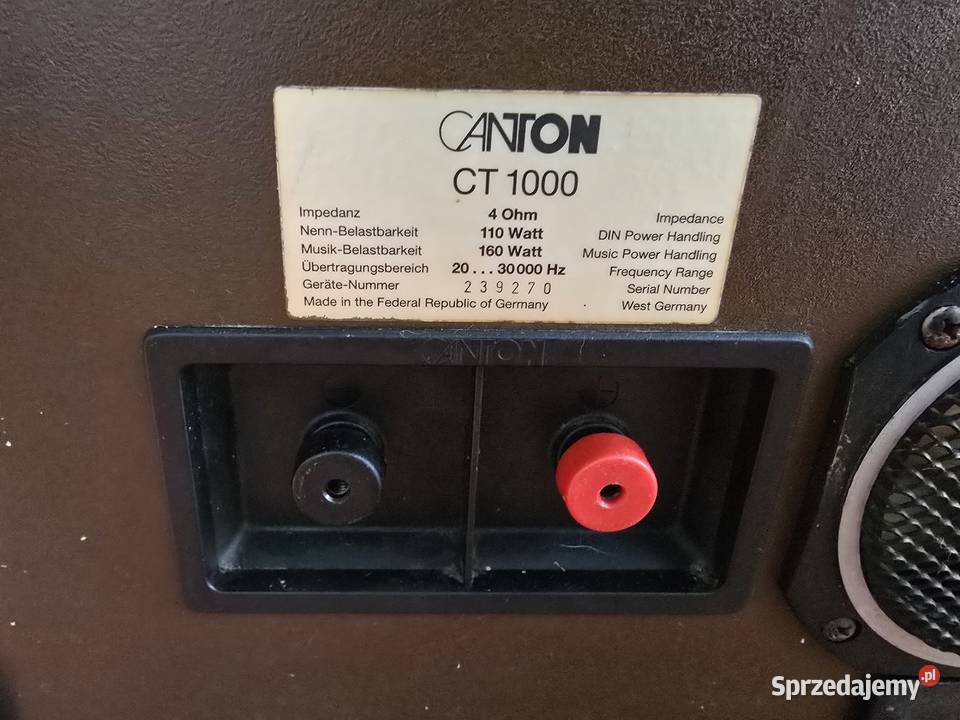 CANTON
CT 1000
Impedanz 4 Ohm Impedance
Nenn-Belastbarkeit 110 Watt DIN Power Handling
Musik-Belastbarkeit 160 Watt Music Power Handling
Übertragungsbereich 20...30000 Hz Frequency Range
Geräte-Nummer 239270 Serial Number
Made in the Federal Republic of Germany West Germany
CANTON
Sprzedajemy.pl